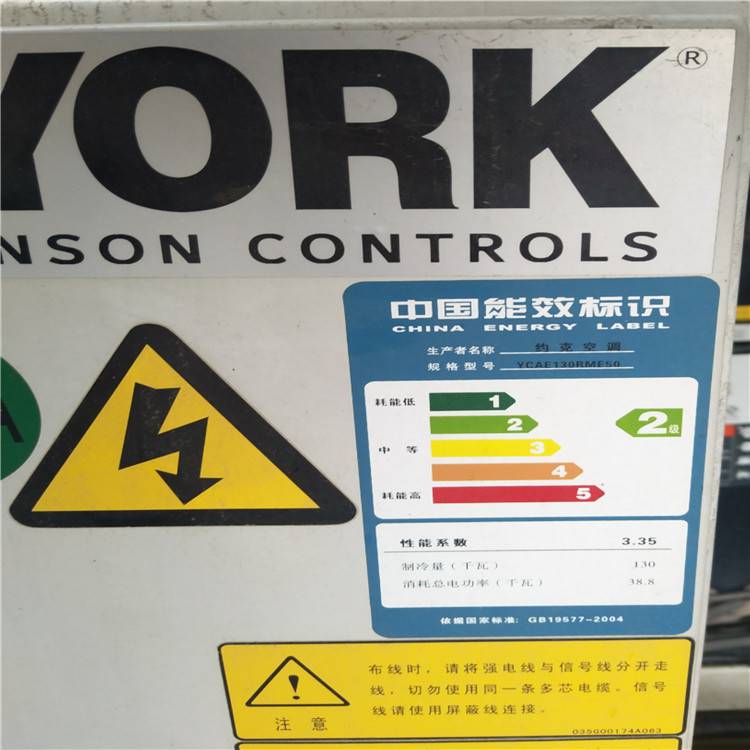 YORK®
NSON CONTROLS
A
中国能效标识
CHINA ENERGY LABEL
生产者名称 约克空调
规格型号 YCAE130RME50
耗能低 1
2
2级
中等 3
4
耗能高 5
性能系数 3.35
制冷量（千瓦） 130
消耗总电功率（千瓦） 38.8
依据国家标准: GB19577-2004
布线时，请将强电线与信号线分开走
线，切勿使用同一条多芯电缆。信号
线请使用屏蔽线连接。
注意
035G00174A063